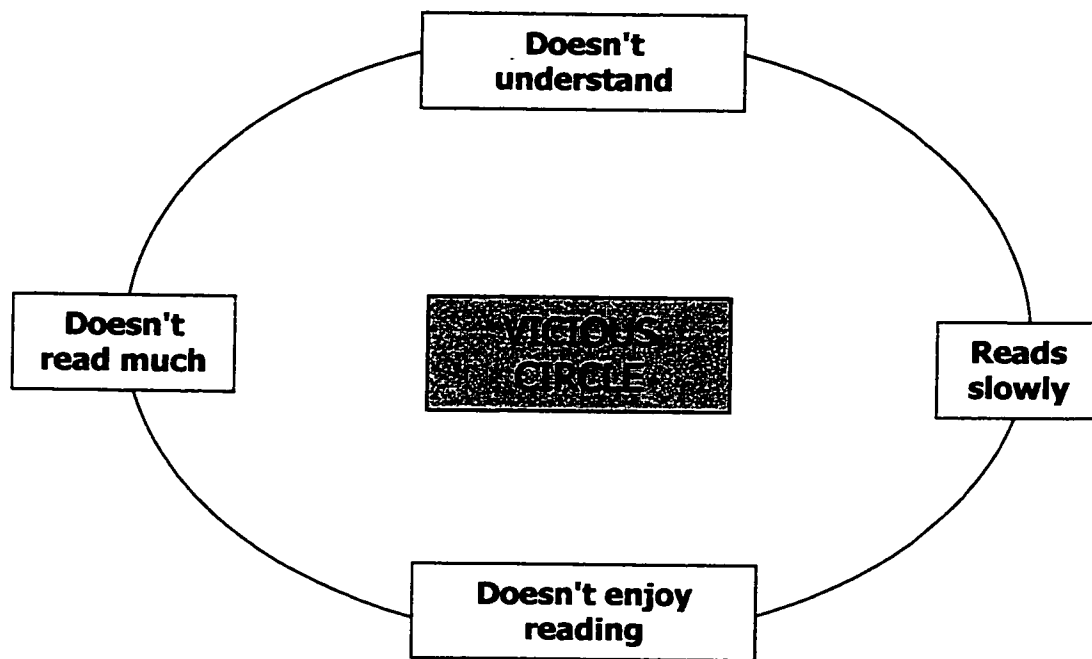 Doesn't
understand
Doesn't
read much
VICIOUS
CIRCLE
Reads
slowly
Doesn't enjoy
reading